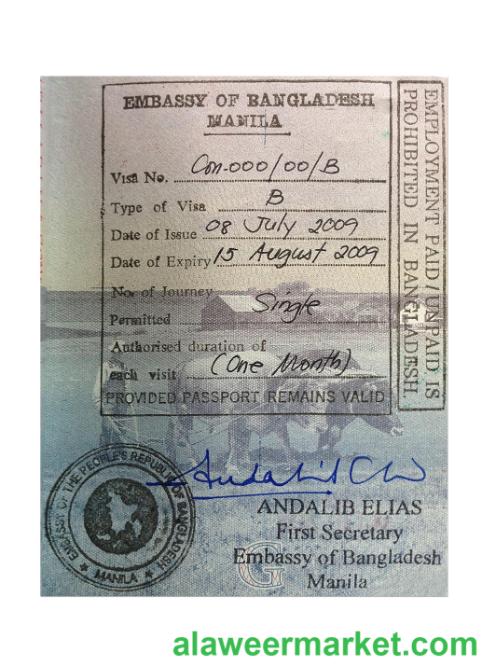 EMBASSY OF BANGLADESH
MANILA
Visa No. Con-000/00/B
Type of Visa B
Date of Issue 08 July 2009
Date of Expiry 15 August 2009
No. of Journey
Permitted Single
Authorised duration of
each visit (One Month)
PROVIDED PASSPORT REMAINS VALID
EMPLOYMENT PAID/UNPAID IS
PROHIBITED IN BANGLADESH.
EMBASSY OF THE PEOPLE'S REPUBLIC OF BANGLADESH
★ MANILA ★
ANDALIB ELIAS
First Secretary
Embassy of Bangladesh
G
Manila
alaweermarket.com